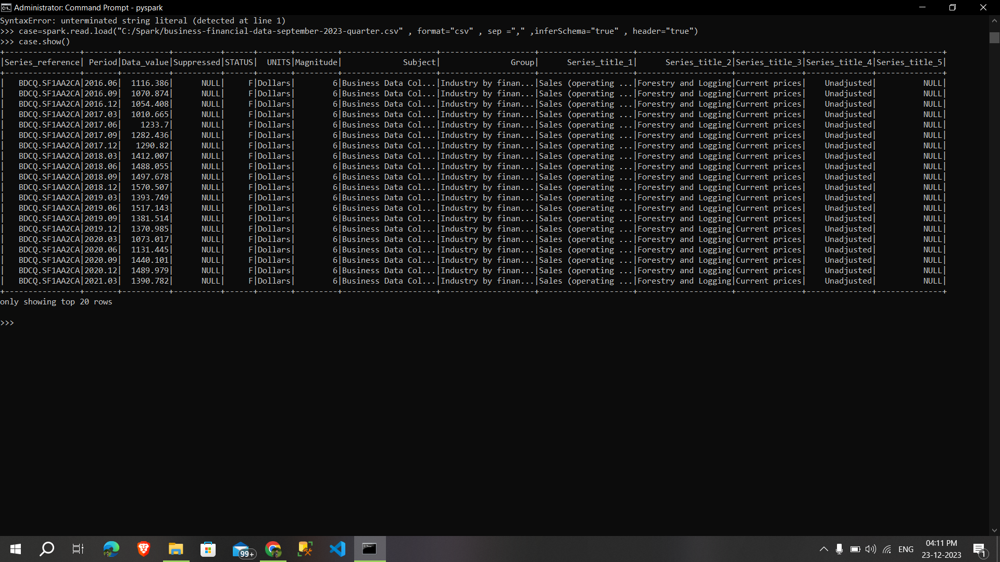 Administrator: Command Prompt - pyspark
SyntaxError: unterminated string literal (detected at line 1)
>>> case=spark.read.load("C:/Spark/business-financial-data-september-2023-quarter.csv" , format="csv" , sep ="," ,inferSchema="true" , header="true")
>>> case.show()
+----------------+-------+----------+----------+------+-------+---------+--------------------+--------------------+--------------------+--------------------+--------------+--------------+--------------+
|Series_reference| Period|Data_value|Suppressed|STATUS|  UNITS|Magnitude|             Subject|               Group|      Series_title_1|      Series_title_2|Series_title_3|Series_title_4|Series_title_5|
+----------------+-------+----------+----------+------+-------+---------+--------------------+--------------------+--------------------+--------------------+--------------+--------------+--------------+
|   BDCQ.SF1AA2CA|2016.06|  1116.386|      NULL|     F|Dollars|        6|Business Data Col...|Industry by finan...|Sales (operating ...|Forestry and Logging|Current prices|    Unadjusted|          NULL|
|   BDCQ.SF1AA2CA|2016.09|  1070.874|      NULL|     F|Dollars|        6|Business Data Col...|Industry by finan...|Sales (operating ...|Forestry and Logging|Current prices|    Unadjusted|          NULL|
|   BDCQ.SF1AA2CA|2016.12|  1054.408|      NULL|     F|Dollars|        6|Business Data Col...|Industry by finan...|Sales (operating ...|Forestry and Logging|Current prices|    Unadjusted|          NULL|
|   BDCQ.SF1AA2CA|2017.03|  1010.665|      NULL|     F|Dollars|        6|Business Data Col...|Industry by finan...|Sales (operating ...|Forestry and Logging|Current prices|    Unadjusted|          NULL|
|   BDCQ.SF1AA2CA|2017.06|    1233.7|      NULL|     F|Dollars|        6|Business Data Col...|Industry by finan...|Sales (operating ...|Forestry and Logging|Current prices|    Unadjusted|          NULL|
|   BDCQ.SF1AA2CA|2017.09|  1282.436|      NULL|     F|Dollars|        6|Business Data Col...|Industry by finan...|Sales (operating ...|Forestry and Logging|Current prices|    Unadjusted|          NULL|
|   BDCQ.SF1AA2CA|2017.12|   1290.82|      NULL|     F|Dollars|        6|Business Data Col...|Industry by finan...|Sales (operating ...|Forestry and Logging|Current prices|    Unadjusted|          NULL|
|   BDCQ.SF1AA2CA|2018.03|  1412.007|      NULL|     F|Dollars|        6|Business Data Col...|Industry by finan...|Sales (operating ...|Forestry and Logging|Current prices|    Unadjusted|          NULL|
|   BDCQ.SF1AA2CA|2018.06|  1488.055|      NULL|     F|Dollars|        6|Business Data Col...|Industry by finan...|Sales (operating ...|Forestry and Logging|Current prices|    Unadjusted|          NULL|
|   BDCQ.SF1AA2CA|2018.09|  1497.678|      NULL|     F|Dollars|        6|Business Data Col...|Industry by finan...|Sales (operating ...|Forestry and Logging|Current prices|    Unadjusted|          NULL|
|   BDCQ.SF1AA2CA|2018.12|  1570.507|      NULL|     F|Dollars|        6|Business Data Col...|Industry by finan...|Sales (operating ...|Forestry and Logging|Current prices|    Unadjusted|          NULL|
|   BDCQ.SF1AA2CA|2019.03|  1393.749|      NULL|     F|Dollars|        6|Business Data Col...|Industry by finan...|Sales (operating ...|Forestry and Logging|Current prices|    Unadjusted|          NULL|
|   BDCQ.SF1AA2CA|2019.06|  1517.143|      NULL|     F|Dollars|        6|Business Data Col...|Industry by finan...|Sales (operating ...|Forestry and Logging|Current prices|    Unadjusted|          NULL|
|   BDCQ.SF1AA2CA|2019.09|  1381.514|      NULL|     F|Dollars|        6|Business Data Col...|Industry by finan...|Sales (operating ...|Forestry and Logging|Current prices|    Unadjusted|          NULL|
|   BDCQ.SF1AA2CA|2019.12|  1370.985|      NULL|     F|Dollars|        6|Business Data Col...|Industry by finan...|Sales (operating ...|Forestry and Logging|Current prices|    Unadjusted|          NULL|
|   BDCQ.SF1AA2CA|2020.03|  1073.017|      NULL|     F|Dollars|        6|Business Data Col...|Industry by finan...|Sales (operating ...|Forestry and Logging|Current prices|    Unadjusted|          NULL|
|   BDCQ.SF1AA2CA|2020.06|  1131.445|      NULL|     F|Dollars|        6|Business Data Col...|Industry by finan...|Sales (operating ...|Forestry and Logging|Current prices|    Unadjusted|          NULL|
|   BDCQ.SF1AA2CA|2020.09|  1440.101|      NULL|     F|Dollars|        6|Business Data Col...|Industry by finan...|Sales (operating ...|Forestry and Logging|Current prices|    Unadjusted|          NULL|
|   BDCQ.SF1AA2CA|2020.12|  1489.979|      NULL|     F|Dollars|        6|Business Data Col...|Industry by finan...|Sales (operating ...|Forestry and Logging|Current prices|    Unadjusted|          NULL|
|   BDCQ.SF1AA2CA|2021.03|  1390.782|      NULL|     F|Dollars|        6|Business Data Col...|Industry by finan...|Sales (operating ...|Forestry and Logging|Current prices|    Unadjusted|          NULL|
+----------------+-------+----------+----------+------+-------+---------+--------------------+--------------------+--------------------+--------------------+--------------+--------------+--------------+
only showing top 20 rows
>>>
99+
ENG
04:11 PM
23-12-2023
1